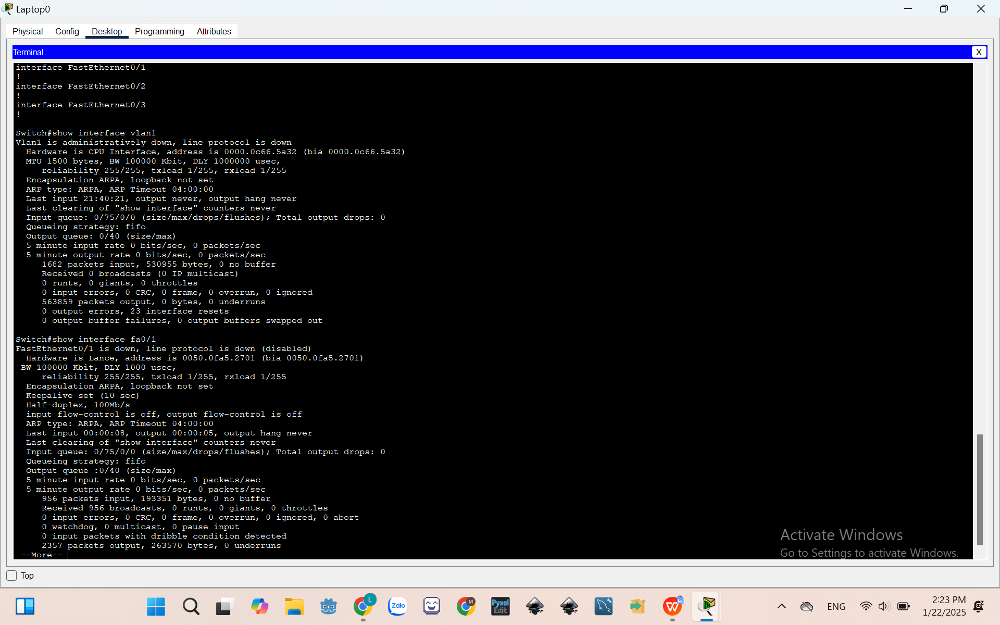 Laptop0
Physical Config Desktop Programming Attributes
Terminal
X
interface FastEthernet0/1
!
interface FastEthernet0/2
!
interface FastEthernet0/3
!
Switch#show interface vlan1
Vlan1 is administratively down, line protocol is down
Hardware is CPU Interface, address is 0000.0c66.5a32 (bia 0000.0c66.5a32)
MTU 1500 bytes, BW 100000 Kbit, DLY 1000000 usec,
reliability 255/255, txload 1/255, rxload 1/255
Encapsulation ARPA, loopback not set
ARP type: ARPA, ARP Timeout 04:00:00
Last input 21:40:21, output never, output hang never
Last clearing of "show interface" counters never
Input queue: 0/75/0/0 (size/max/drops/flushes); Total output drops: 0
Queueing strategy: fifo
Output queue: 0/40 (size/max)
5 minute input rate 0 bits/sec, 0 packets/sec
5 minute output rate 0 bits/sec, 0 packets/sec
1682 packets input, 530955 bytes, 0 no buffer
Received 0 broadcasts (0 IP multicast)
0 runts, 0 giants, 0 throttles
0 input errors, 0 CRC, 0 frame, 0 overrun, 0 ignored
563859 packets output, 0 bytes, 0 underruns
0 output errors, 23 interface resets
0 output buffer failures, 0 output buffers swapped out
Switch#show interface fa0/1
FastEthernet0/1 is down, line protocol is down (disabled)
Hardware is Lance, address is 0050.0fa5.2701 (bia 0050.0fa5.2701)
BW 100000 Kbit, DLY 1000 usec,
reliability 255/255, txload 1/255, rxload 1/255
Encapsulation ARPA, loopback not set
Keepalive set (10 sec)
Half-duplex, 100Mb/s
input flow-control is off, output flow-control is off
ARP type: ARPA, ARP Timeout 04:00:00
Last input 00:00:08, output 00:00:05, output hang never
Last clearing of "show interface" counters never
Input queue: 0/75/0/0 (size/max/drops/flushes); Total output drops: 0
Queueing strategy: fifo
Output queue :0/40 (size/max)
5 minute input rate 0 bits/sec, 0 packets/sec
5 minute output rate 0 bits/sec, 0 packets/sec
956 packets input, 193351 bytes, 0 no buffer
Received 956 broadcasts, 0 runts, 0 giants, 0 throttles
0 input errors, 0 CRC, 0 frame, 0 overrun, 0 ignored, 0 abort
0 watchdog, 0 multicast, 0 pause input
0 input packets with dribble condition detected
2357 packets output, 263570 bytes, 0 underruns
--More--
Activate Windows
Go to Settings to activate Windows.
Top
L
Zalo
M
Pyxel
Edit
W
W
ENG
2:23 PM
1/22/2025